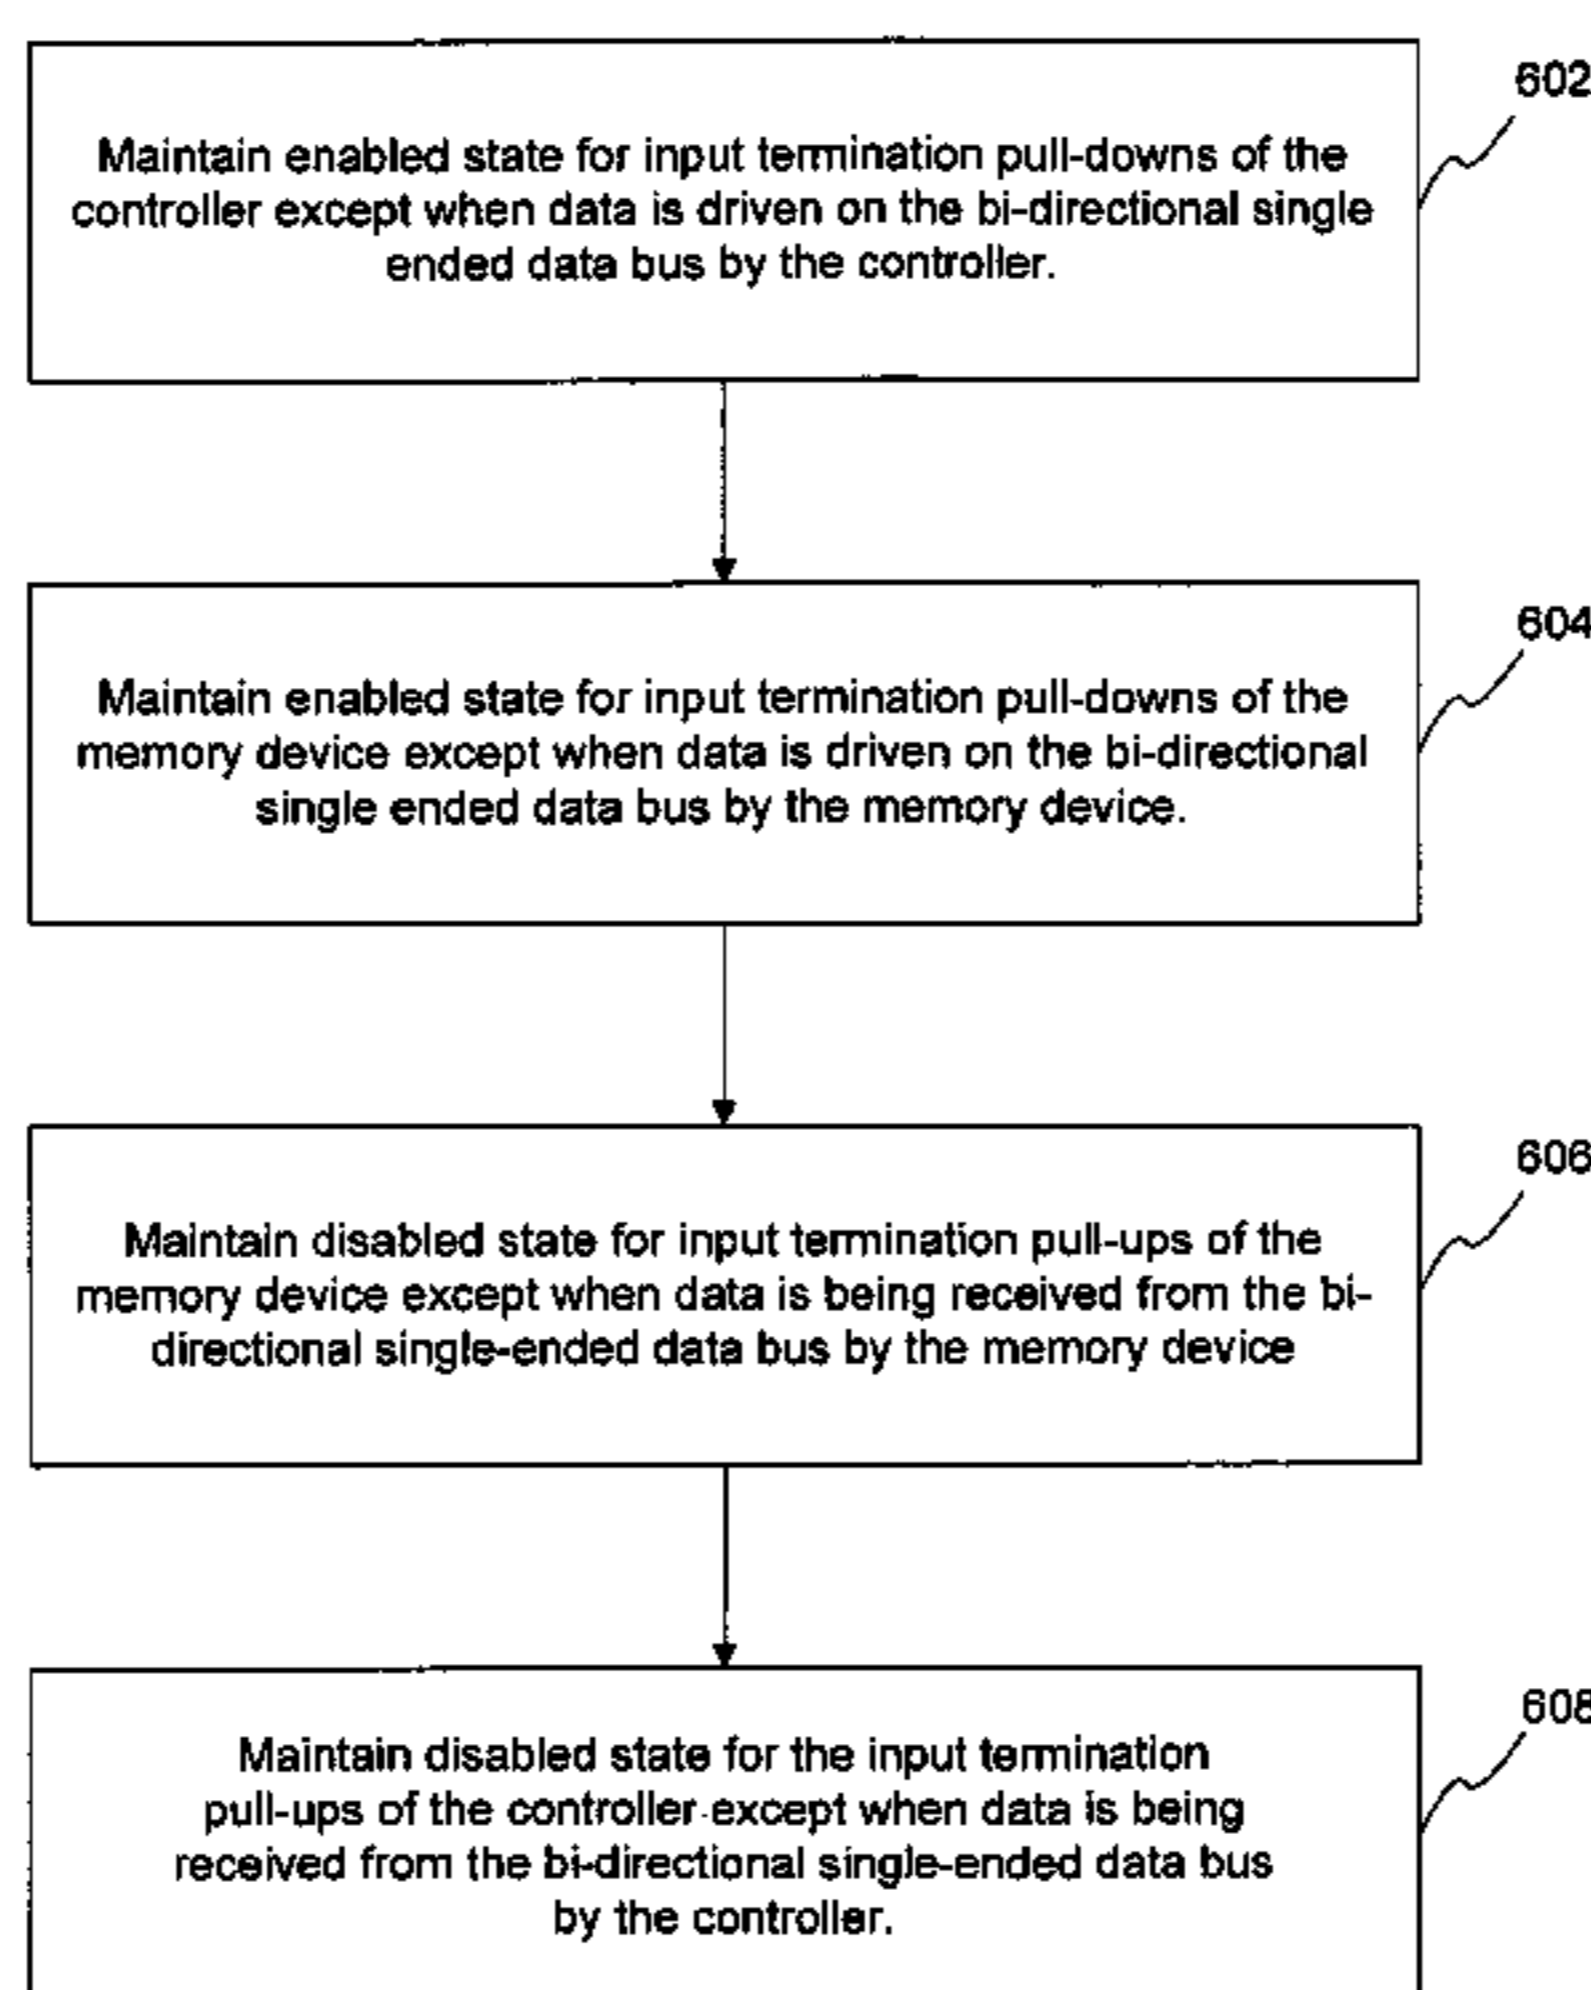 602
Maintain enabled state for input termination pull-downs of the
controller except when data is driven on the bi-directional single
ended data bus by the controller.
604
Maintain enabled state for input termination pull-downs of the
memory device except when data is driven on the bi-directional
single ended data bus by the memory device.
606
Maintain disabled state for input termination pull-ups of the
memory device except when data is being received from the bi-
directional single-ended data bus by the memory device
608
Maintain disabled state for the input termination
pull-ups of the controller except when data is being
received from the bi-directional single-ended data bus
by the controller.